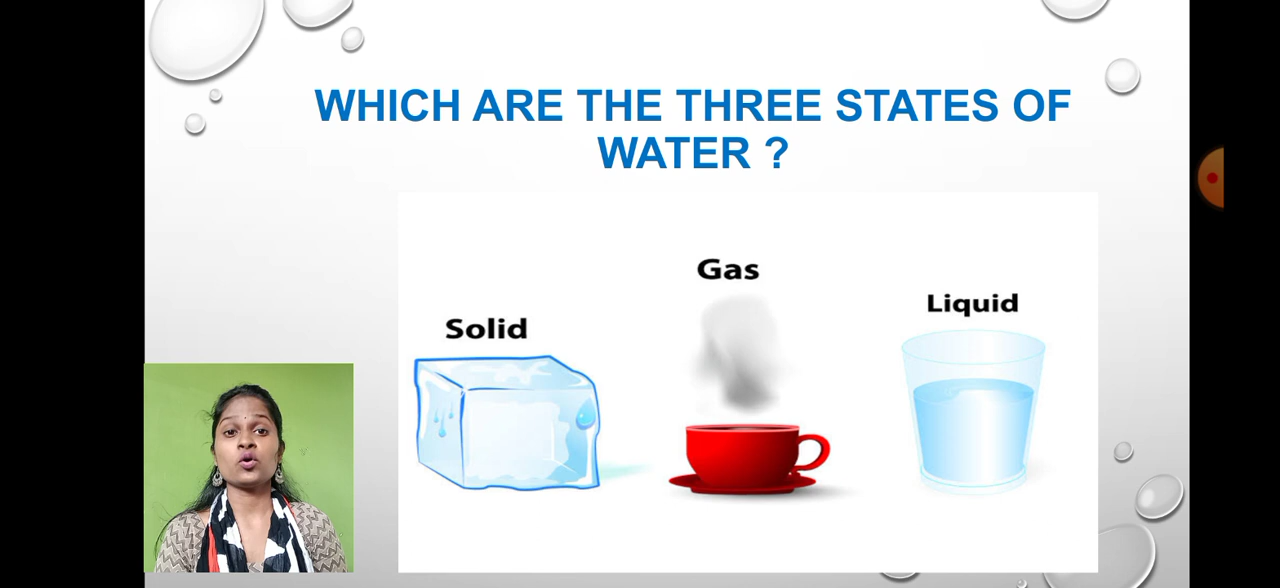 WHICH ARE THE THREE STATES OF
WATER ?
Gas
Liquid
Solid